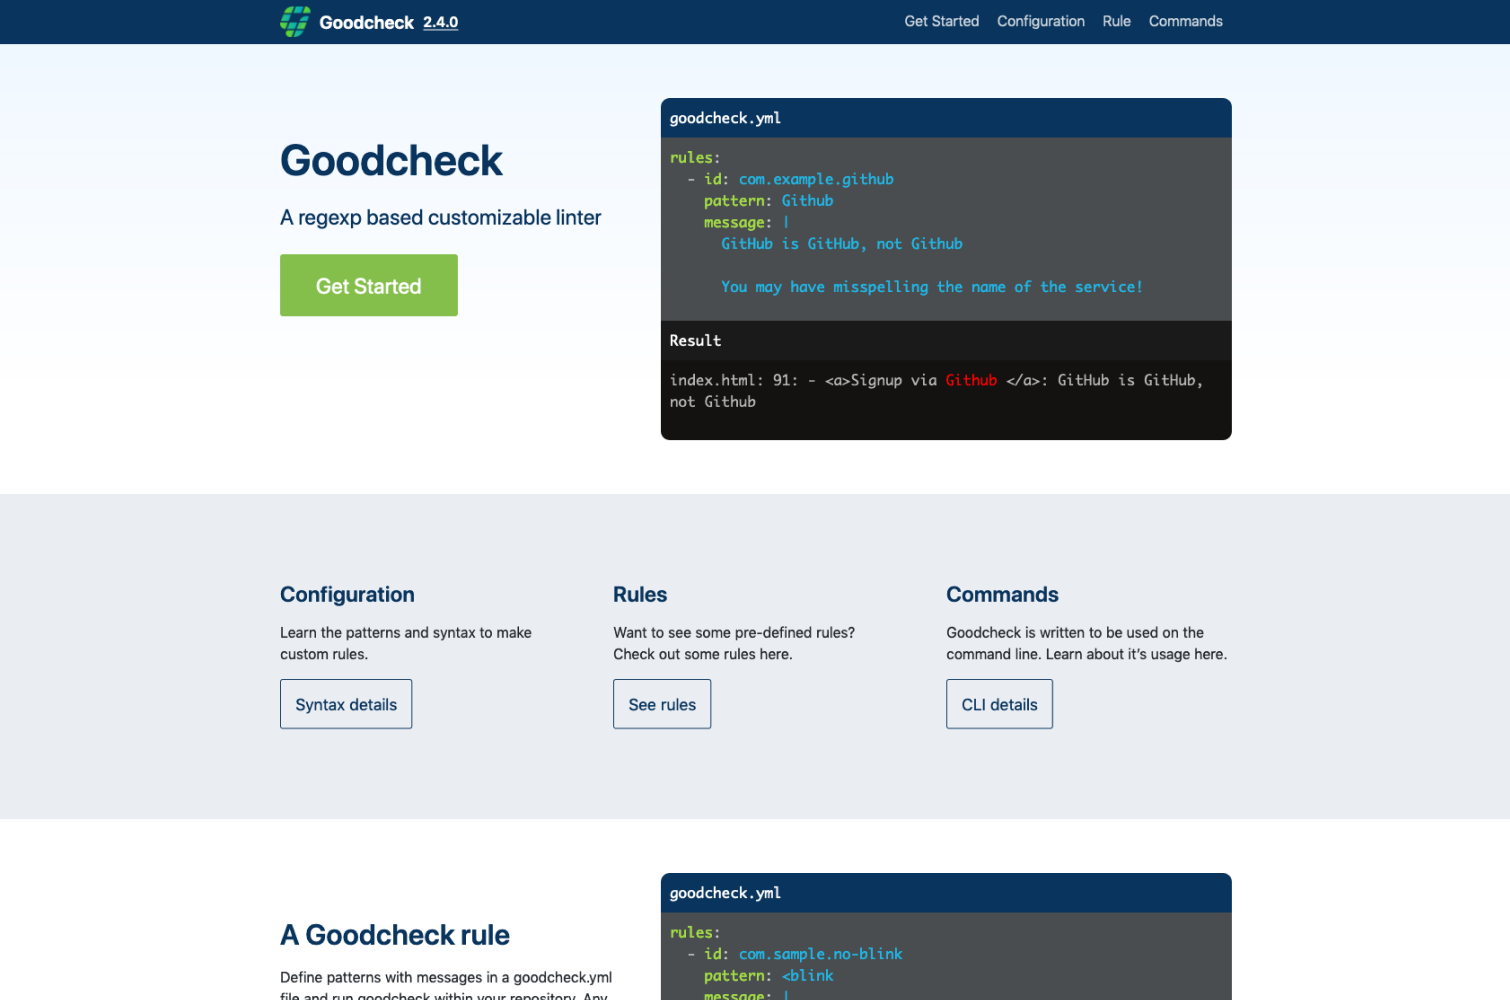 Goodcheck 2.4.0
Get Started Configuration Rule Commands
Goodcheck
A regexp based customizable linter
Get Started
goodcheck.yml
rules:
- id: com.example.github
pattern: Github
message: |
GitHub is GitHub, not Github
You may have misspelling the name of the service!
Result
index.html: 91: - <a>Signup via Github </a>: GitHub is GitHub,
not Github
Configuration
Learn the patterns and syntax to make
custom rules.
Syntax details
Rules
Want to see some pre-defined rules?
Check out some rules here.
See rules
Commands
Goodcheck is written to be used on the
command line. Learn about it's usage here.
CLI details
A Goodcheck rule
Define patterns with messages in a goodcheck.yml
file and run goodcheck within your repository. Any
goodcheck.yml
rules:
- id: com.sample.no-blink
pattern: <blink
message: |